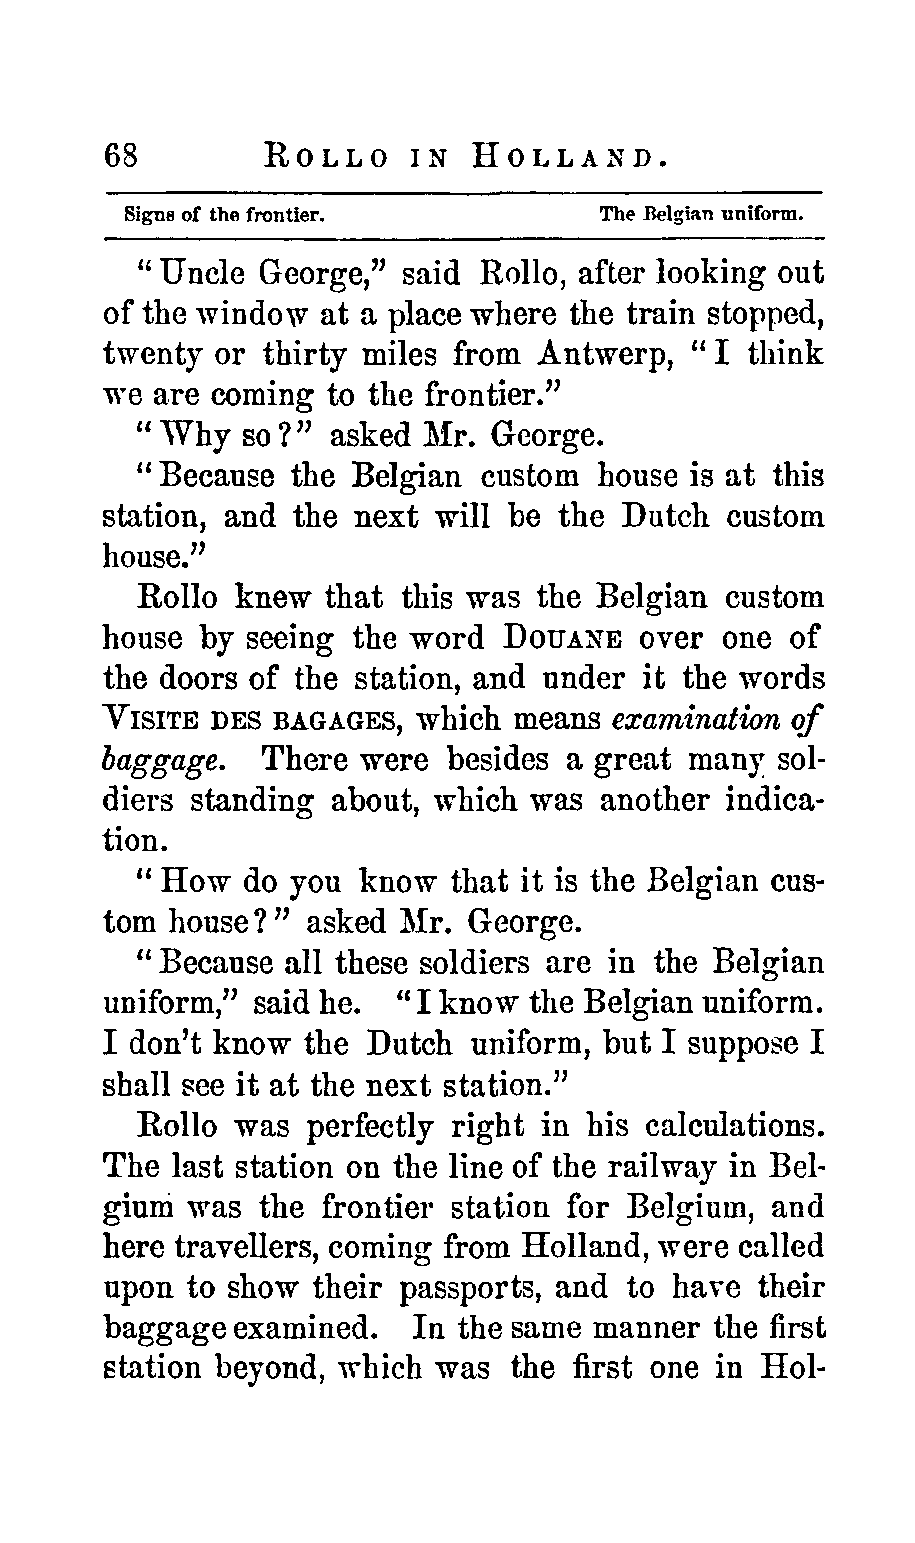 68 ROLLO IN HOLLAND.
Signs of the frontier. The Belgian uniform.
“Uncle George,” said Rollo, after looking out
of the window at a place where the train stopped,
twenty or thirty miles from Antwerp, “I think
we are coming to the frontier.”
“Why so?” asked Mr. George.
“Because the Belgian custom house is at this
station, and the next will be the Dutch custom
house.”
Rollo knew that this was the Belgian custom
house by seeing the word DOUANE over one of
the doors of the station, and under it the words
VISITE DES BAGAGES, which means examination of
baggage. There were besides a great many sol-
diers standing about, which was another indica-
tion.
“How do you know that it is the Belgian cus-
tom house?” asked Mr. George.
“Because all these soldiers are in the Belgian
uniform,” said he. “I know the Belgian uniform.
I don’t know the Dutch uniform, but I suppose I
shall see it at the next station.”
Rollo was perfectly right in his calculations.
The last station on the line of the railway in Bel-
gium was the frontier station for Belgium, and
here travellers, coming from Holland, were called
upon to show their passports, and to have their
baggage examined. In the same manner the first
station beyond, which was the first one in Hol-